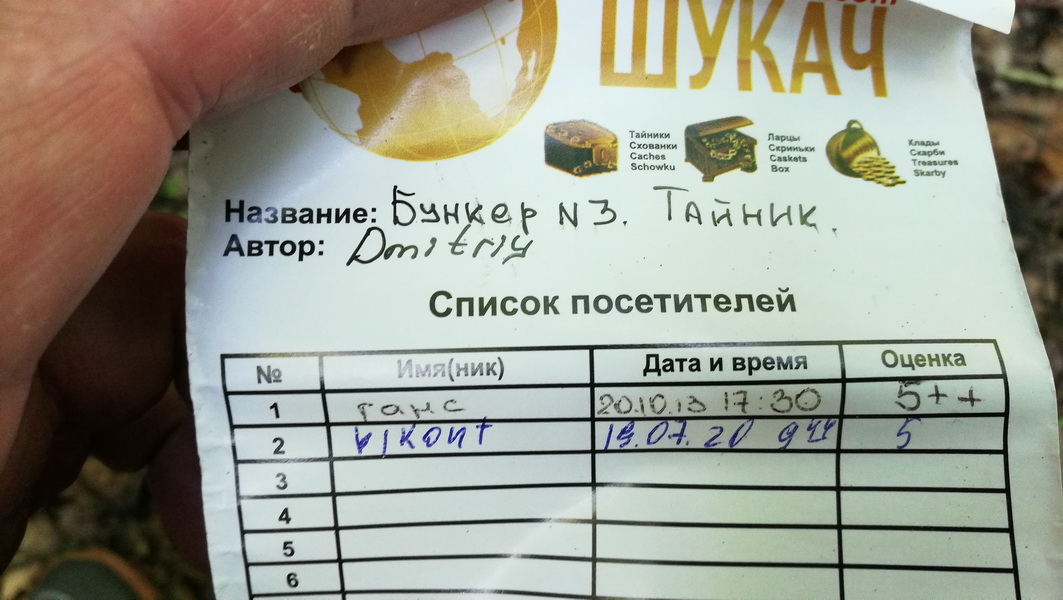 ШУКАЧ
Тайники
Схованки
Caches
Schowku
Ларцы
Скриньки
Caskets
Box
Клады
Скарби
Treasures
Skarby
Название: Бункер N3. Тайник.
Автор: Dmitriy
Список посетителей
№ Имя(ник) Дата и время Оценка
1 ганс 20.10.13 17:30 5++
2 vikont 19.07.20 9 44 5
3
4
5
6